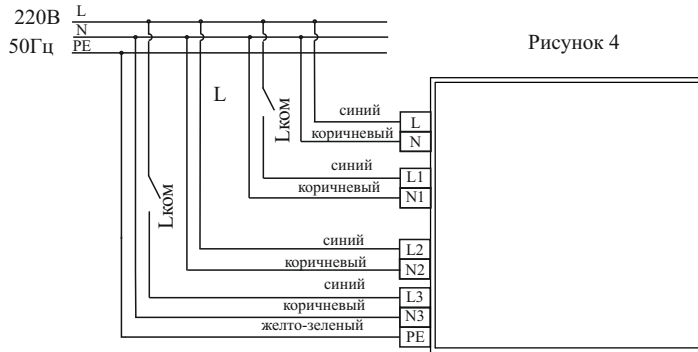 220В
L
N
50Гц
PE
Рисунок 4
L
Lком
Lком
синий
L
коричневый
N
синий
L1
коричневый
N1
синий
L2
коричневый
N2
синий
L3
коричневый
N3
желто-зеленый
PE